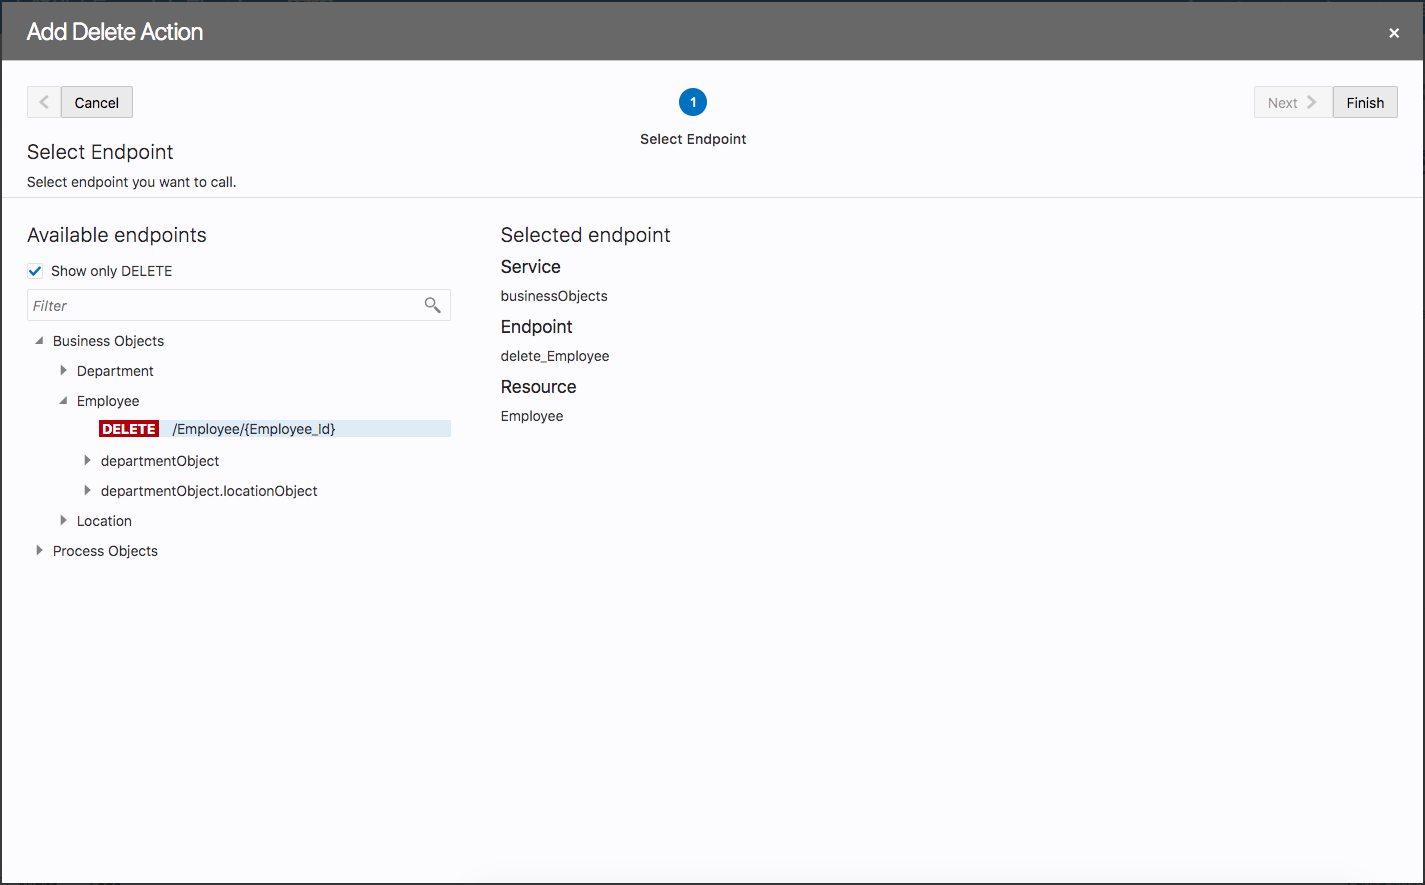 Add Delete Action
×
Cancel
1
Next
Finish
Select Endpoint
Select Endpoint
Select endpoint you want to call.
Available endpoints
Show only DELETE
Filter
Business Objects
Department
Employee
DELETE /Employee/{Employee_Id}
departmentObject
departmentObject.locationObject
Location
Process Objects
Selected endpoint
Service
businessObjects
Endpoint
delete_Employee
Resource
Employee